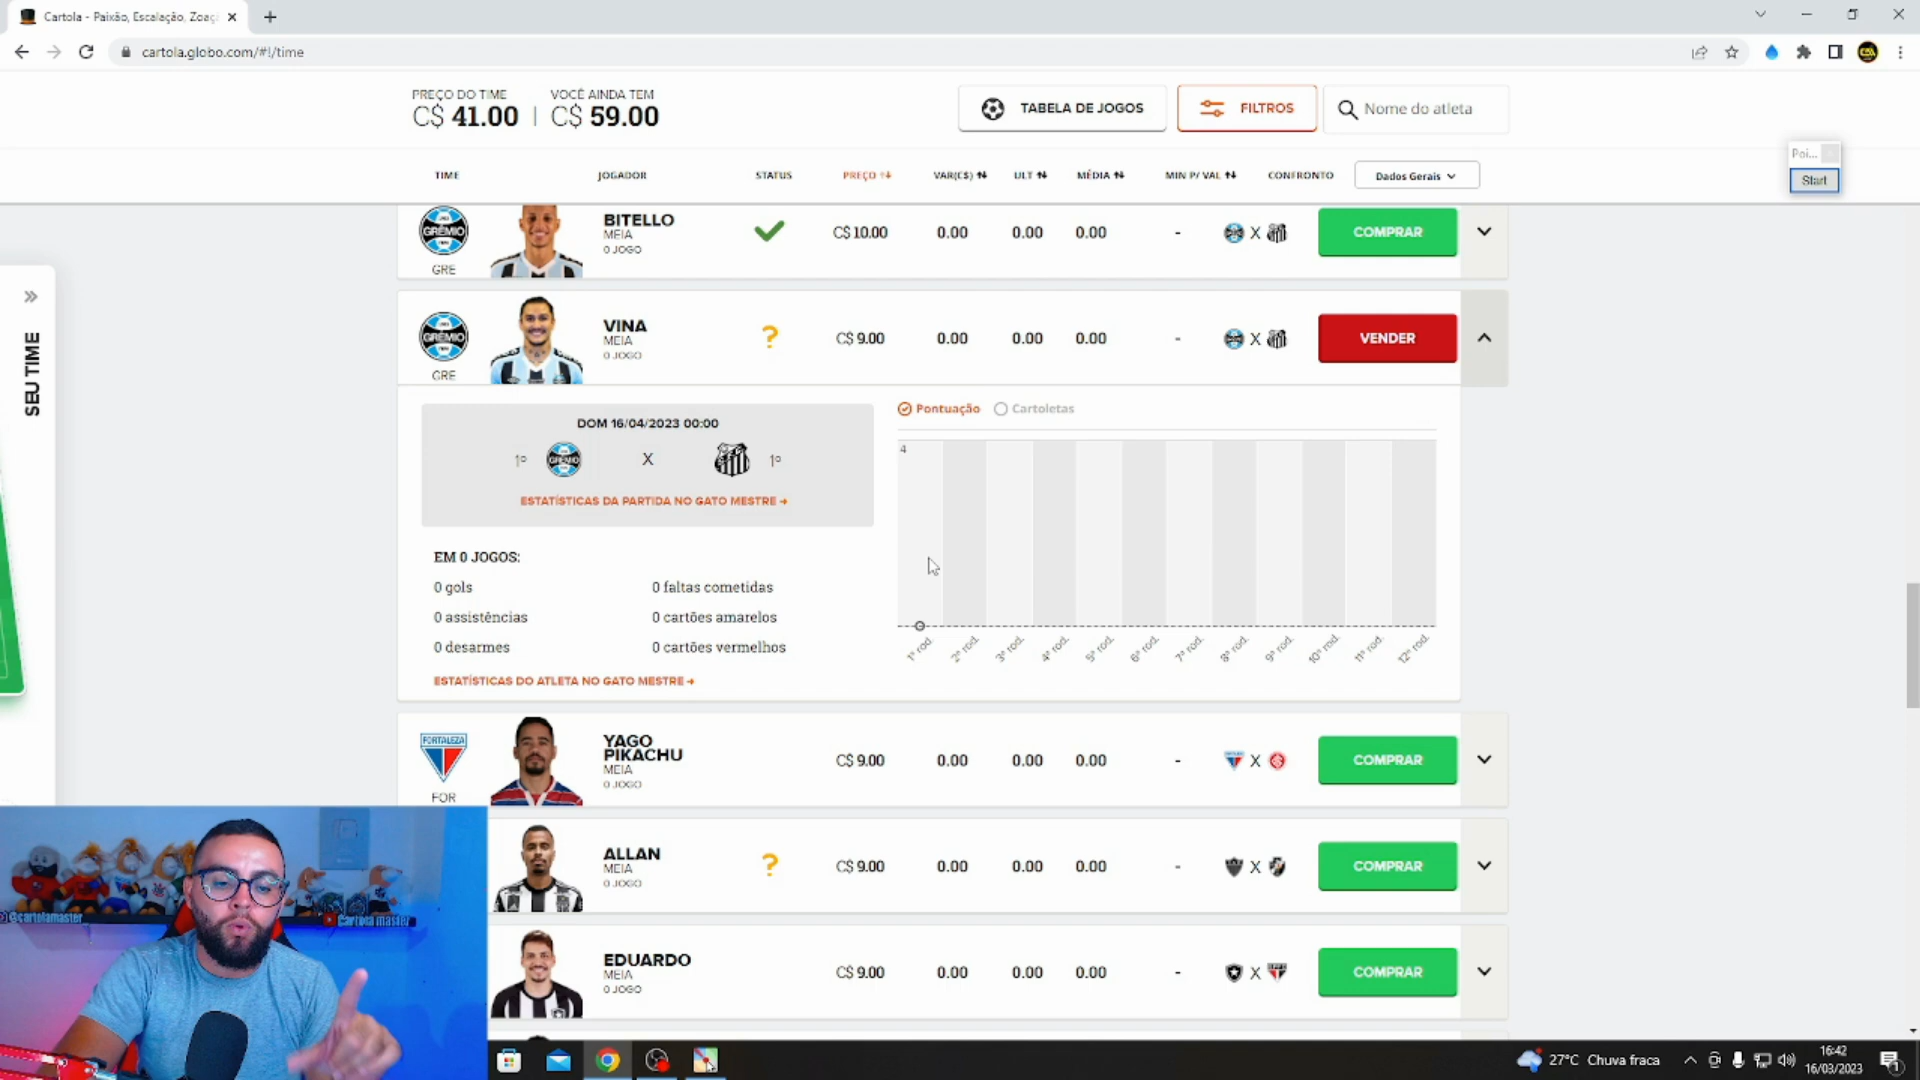 Cartola - Paixão, Escalação, Zoaç
cartola.globo.com/#!/time
PREÇO DO TIME
C$ 41.00
VOCÊ AINDA TEM
C$ 59.00
TABELA DE JOGOS
FILTROS
Nome do atleta
Poi...
Start
TIME JOGADOR STATUS PREÇO VAR(C$) ULT MÉDIA MIN P/ VAL CONFRONTO Dados Gerais
GRÊMIO
GRE
BITELLO
MEIA
0 JOGO
C$ 10.00 0.00 0.00 0.00 - X COMPRAR
SEU TIME
GRÊMIO
GRE
VINA
MEIA
0 JOGO
? C$ 9.00 0.00 0.00 0.00 - X VENDER
DOM 16/04/2023 00:00
1º GRÊMIO X 1º
ESTATÍSTICAS DA PARTIDA NO GATO MESTRE
EM 0 JOGOS:
0 gols
0 faltas cometidas
0 assistências
0 cartões amarelos
0 desarmes
0 cartões vermelhos
ESTATÍSTICAS DO ATLETA NO GATO MESTRE
Pontuação Cartoletas
4
1ª rod. 2ª rod. 3ª rod. 4ª rod. 5ª rod. 6ª rod. 7ª rod. 8ª rod. 9ª rod. 10ª rod. 11ª rod. 12ª rod.
FORTALEZA
FOR
YAGO
PIKACHU
MEIA
0 JOGO
C$ 9.00 0.00 0.00 0.00 - X COMPRAR
ALLAN
MEIA
0 JOGO
? C$ 9.00 0.00 0.00 0.00 - X COMPRAR
EDUARDO
MEIA
0 JOGO
C$ 9.00 0.00 0.00 0.00 - X COMPRAR
@cartolamaster
Cartola master
27°C Chuva fraca
16:42
16/03/2023
1